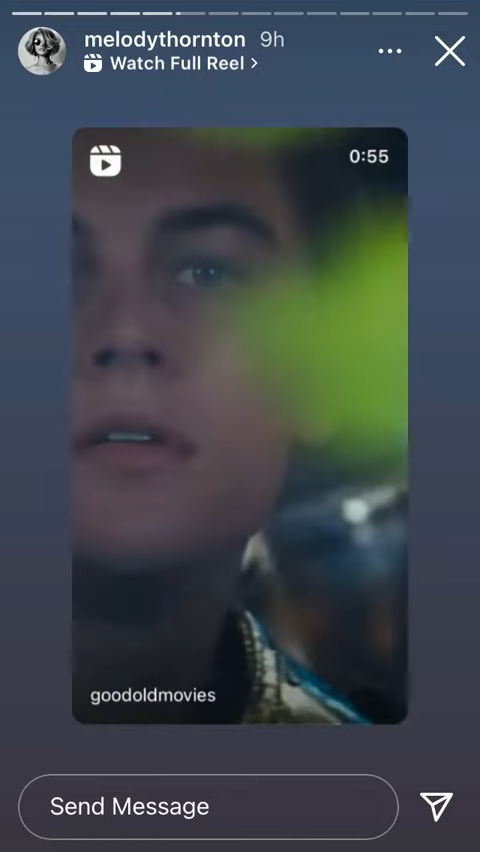 melodythornton 9h
Watch Full Reel >
0:55
goodoldmovies
Send Message